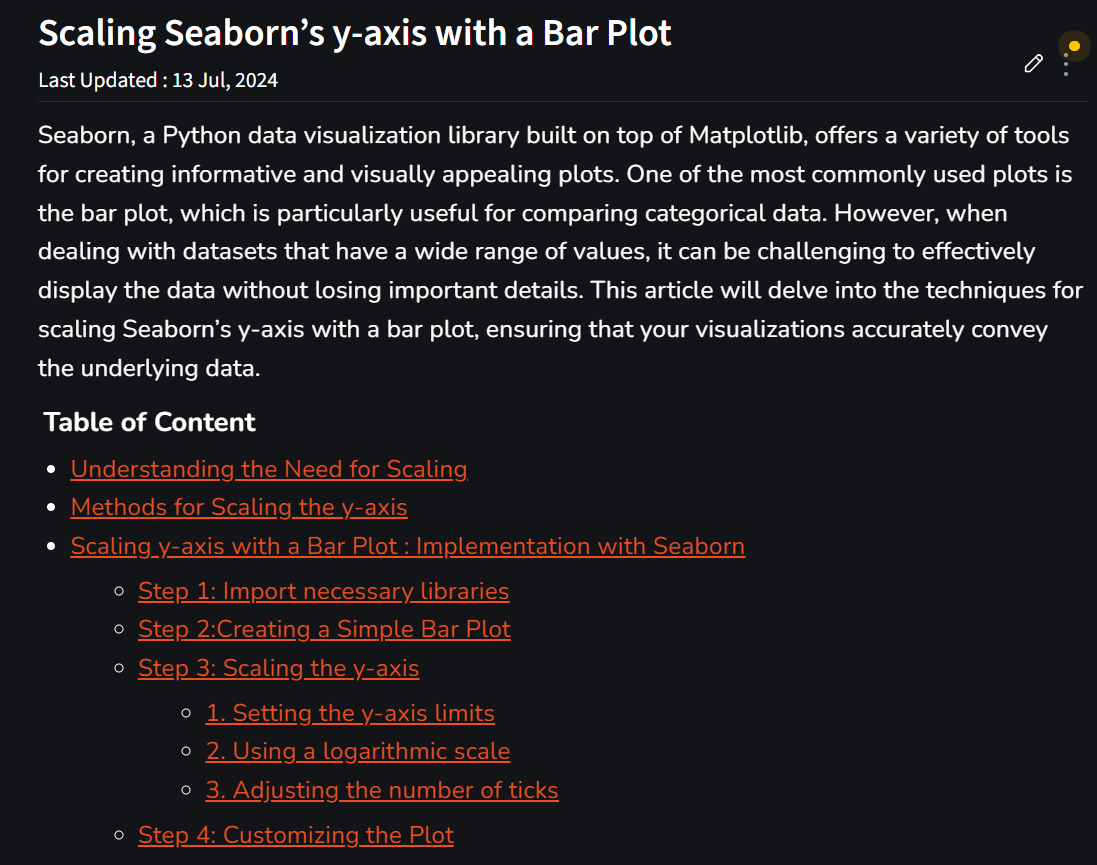 Scaling Seaborn’s y-axis with a Bar Plot
Last Updated : 13 Jul, 2024
Seaborn, a Python data visualization library built on top of Matplotlib, offers a variety of tools
for creating informative and visually appealing plots. One of the most commonly used plots is
the bar plot, which is particularly useful for comparing categorical data. However, when
dealing with datasets that have a wide range of values, it can be challenging to effectively
display the data without losing important details. This article will delve into the techniques for
scaling Seaborn’s y-axis with a bar plot, ensuring that your visualizations accurately convey
the underlying data.
Table of Content
Understanding the Need for Scaling
Methods for Scaling the y-axis
Scaling y-axis with a Bar Plot : Implementation with Seaborn
Step 1: Import necessary libraries
Step 2:Creating a Simple Bar Plot
Step 3: Scaling the y-axis
1. Setting the y-axis limits
2. Using a logarithmic scale
3. Adjusting the number of ticks
Step 4: Customizing the Plot